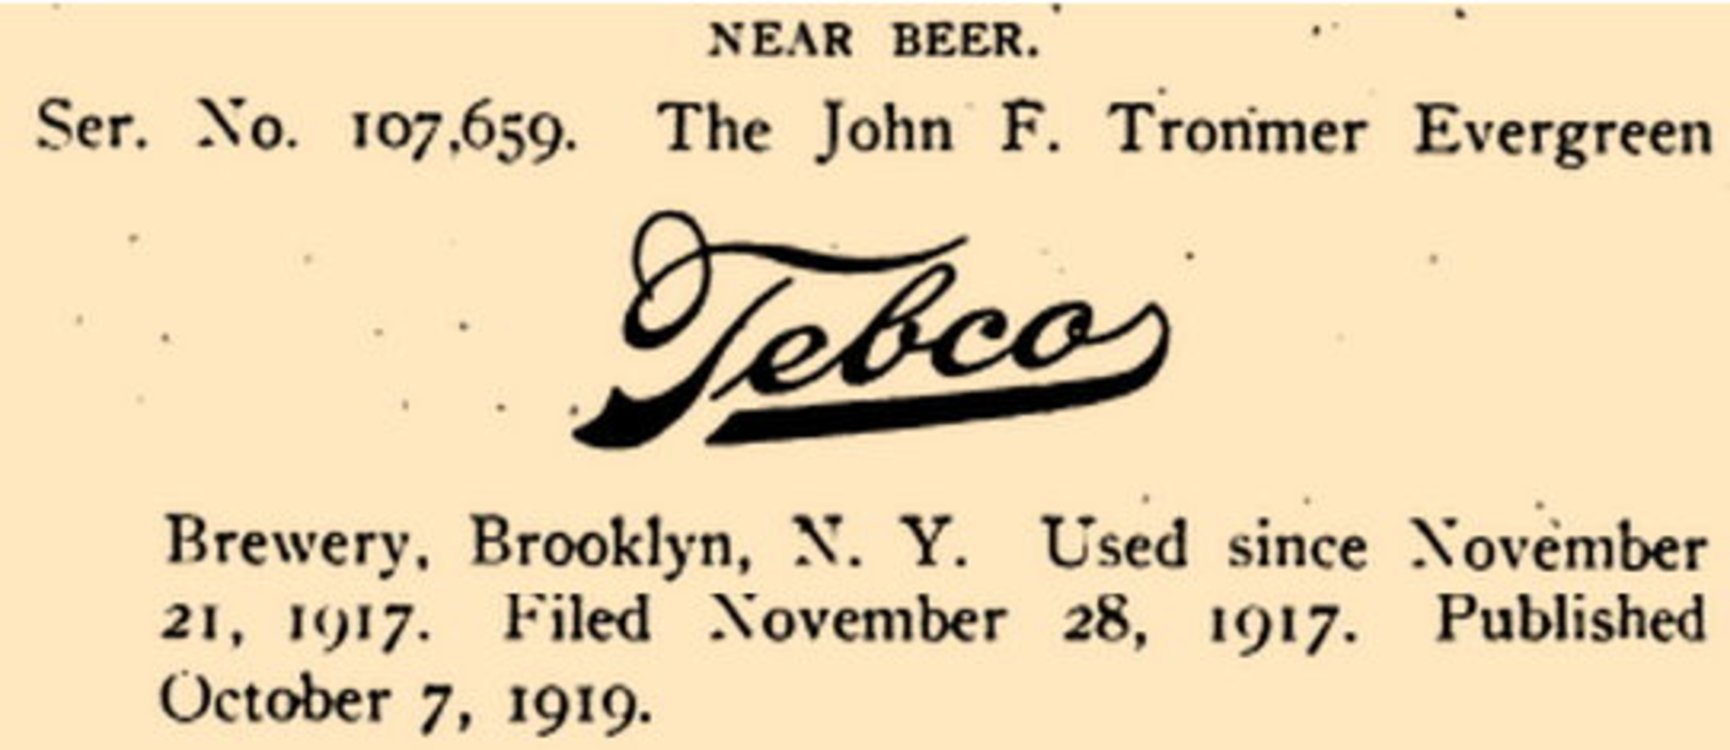 NEAR BEER.
Ser. No. 107,659. The John F. Trommer Evergreen
Tebco
Brewery, Brooklyn, N. Y. Used since November
21, 1917. Filed November 28, 1917. Published
October 7, 1919.